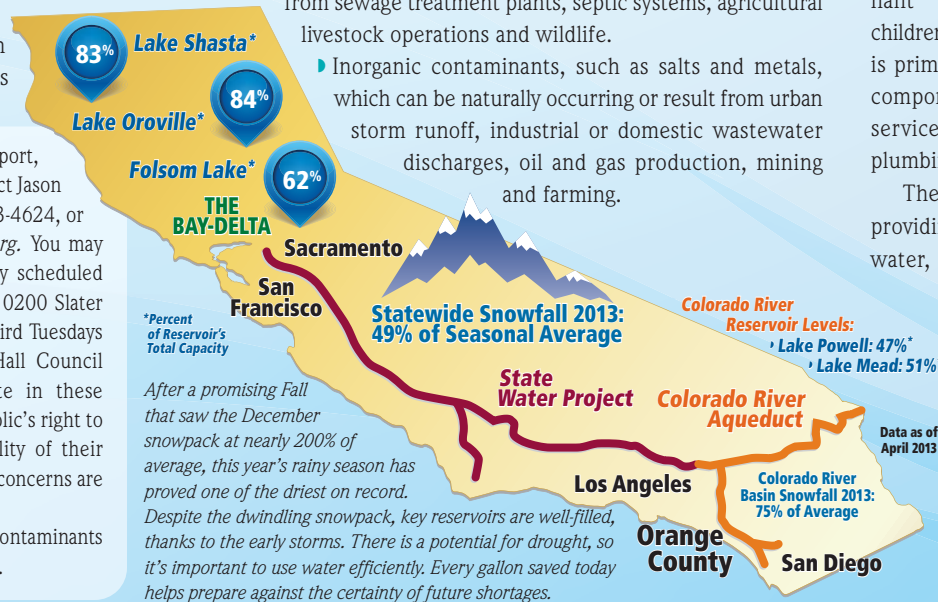 from sewage treatment plants, septic systems, agricultural
livestock operations and wildlife.
Inorganic contaminants, such as salts and metals,
which can be naturally occurring or result from urban
storm runoff, industrial or domestic wastewater
discharges, oil and gas production, mining
and farming.
children
is prim
compo
service
plumbi
The
providi
water,
port,
ct Jason
3-4624, or
rg. You may
y scheduled
0200 Slater
ird Tuesdays
Hall Council
te in these
lic's right to
lity of their
concerns are
ontaminants
83%
Lake Shasta*
84%
Lake Oroville*
62%
Folsom Lake*
THE
BAY-DELTA
Sacramento
San
Francisco
*Percent
of Reservoir's
Total Capacity
Statewide Snowfall 2013:
49% of Seasonal Average
Colorado River
Reservoir Levels:
Lake Powell: 47%*
Lake Mead: 51%
State
Water Project
Colorado River
Aqueduct
Data as of
April 2013
Los Angeles
Colorado River
Basin Snowfall 2013:
75% of Average
Orange
County
San Diego
After a promising Fall
that saw the December
snowpack at nearly 200% of
average, this year's rainy season has
proved one of the driest on record.
Despite the dwindling snowpack, key reservoirs are well-filled,
thanks to the early storms. There is a potential for drought, so
it's important to use water efficiently. Every gallon saved today
helps prepare against the certainty of future shortages.